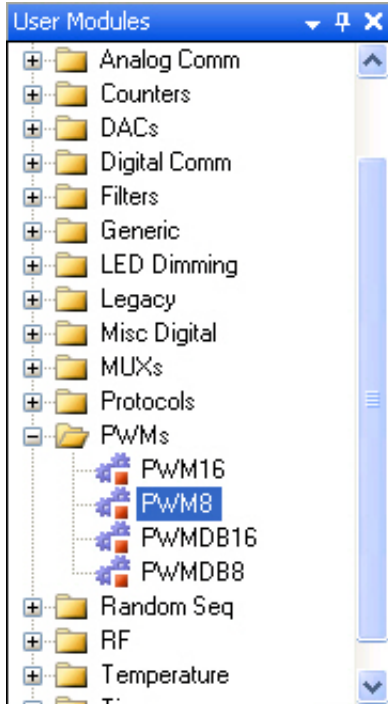 User Modules
Analog Comm
Counters
DACs
Digital Comm
Filters
Generic
LED Dimming
Legacy
Misc Digital
MUXs
Protocols
PWMs
PWM16
PWM8
PWMDB16
PWMDB8
Random Seq
RF
Temperature